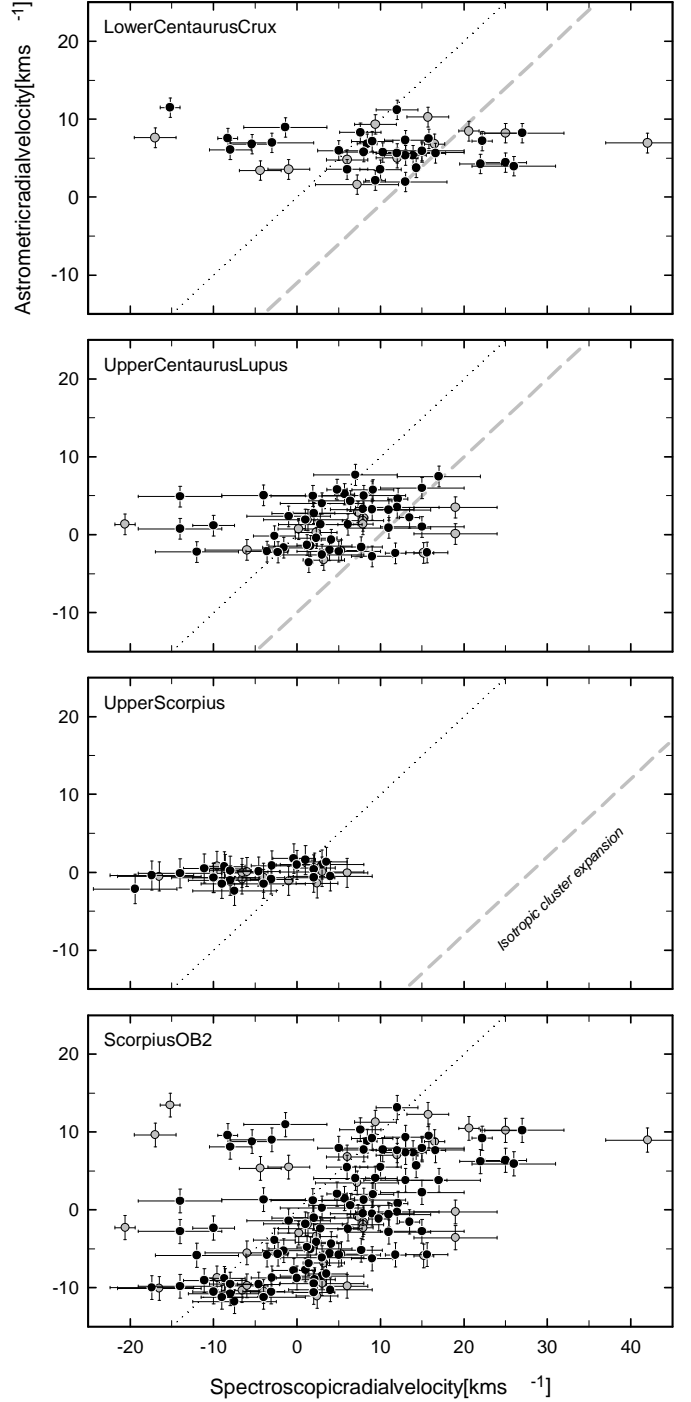 LowerCentaurusCrux
20
10
0
-10
UpperCentaurusLupus
20
10
0
-10
UpperScorpius
20
10
0
-10
Isotropic cluster expansion
ScorpiusOB2
20
10
0
-10
-20 -10 0 10 20 30 40
Astrometricradialvelocity[kms -1]
Spectroscopicradialvelocity[kms -1]